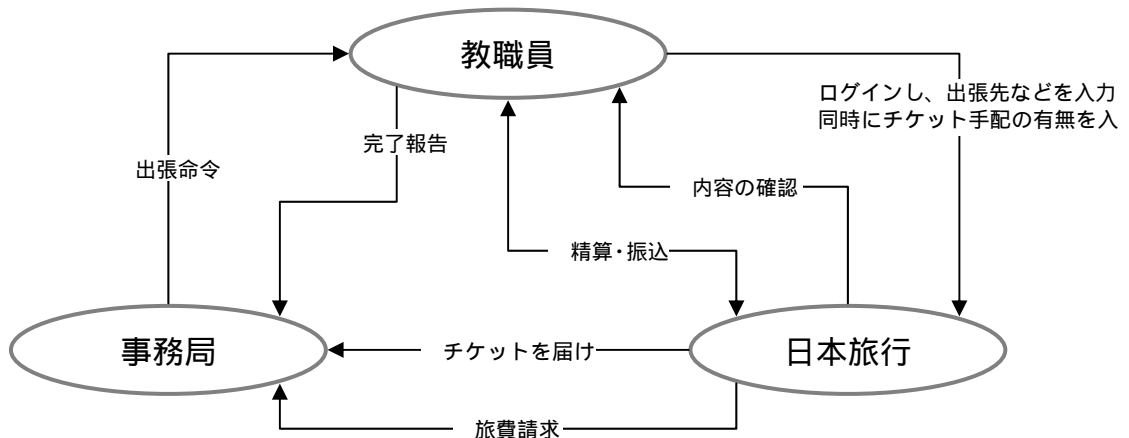 教職員
ログインし、出張先などを入力
同時にチケット手配の有無を入
完了報告
出張命令
内容の確認
精算・振込
事務局
チケットを届け
日本旅行
旅費請求